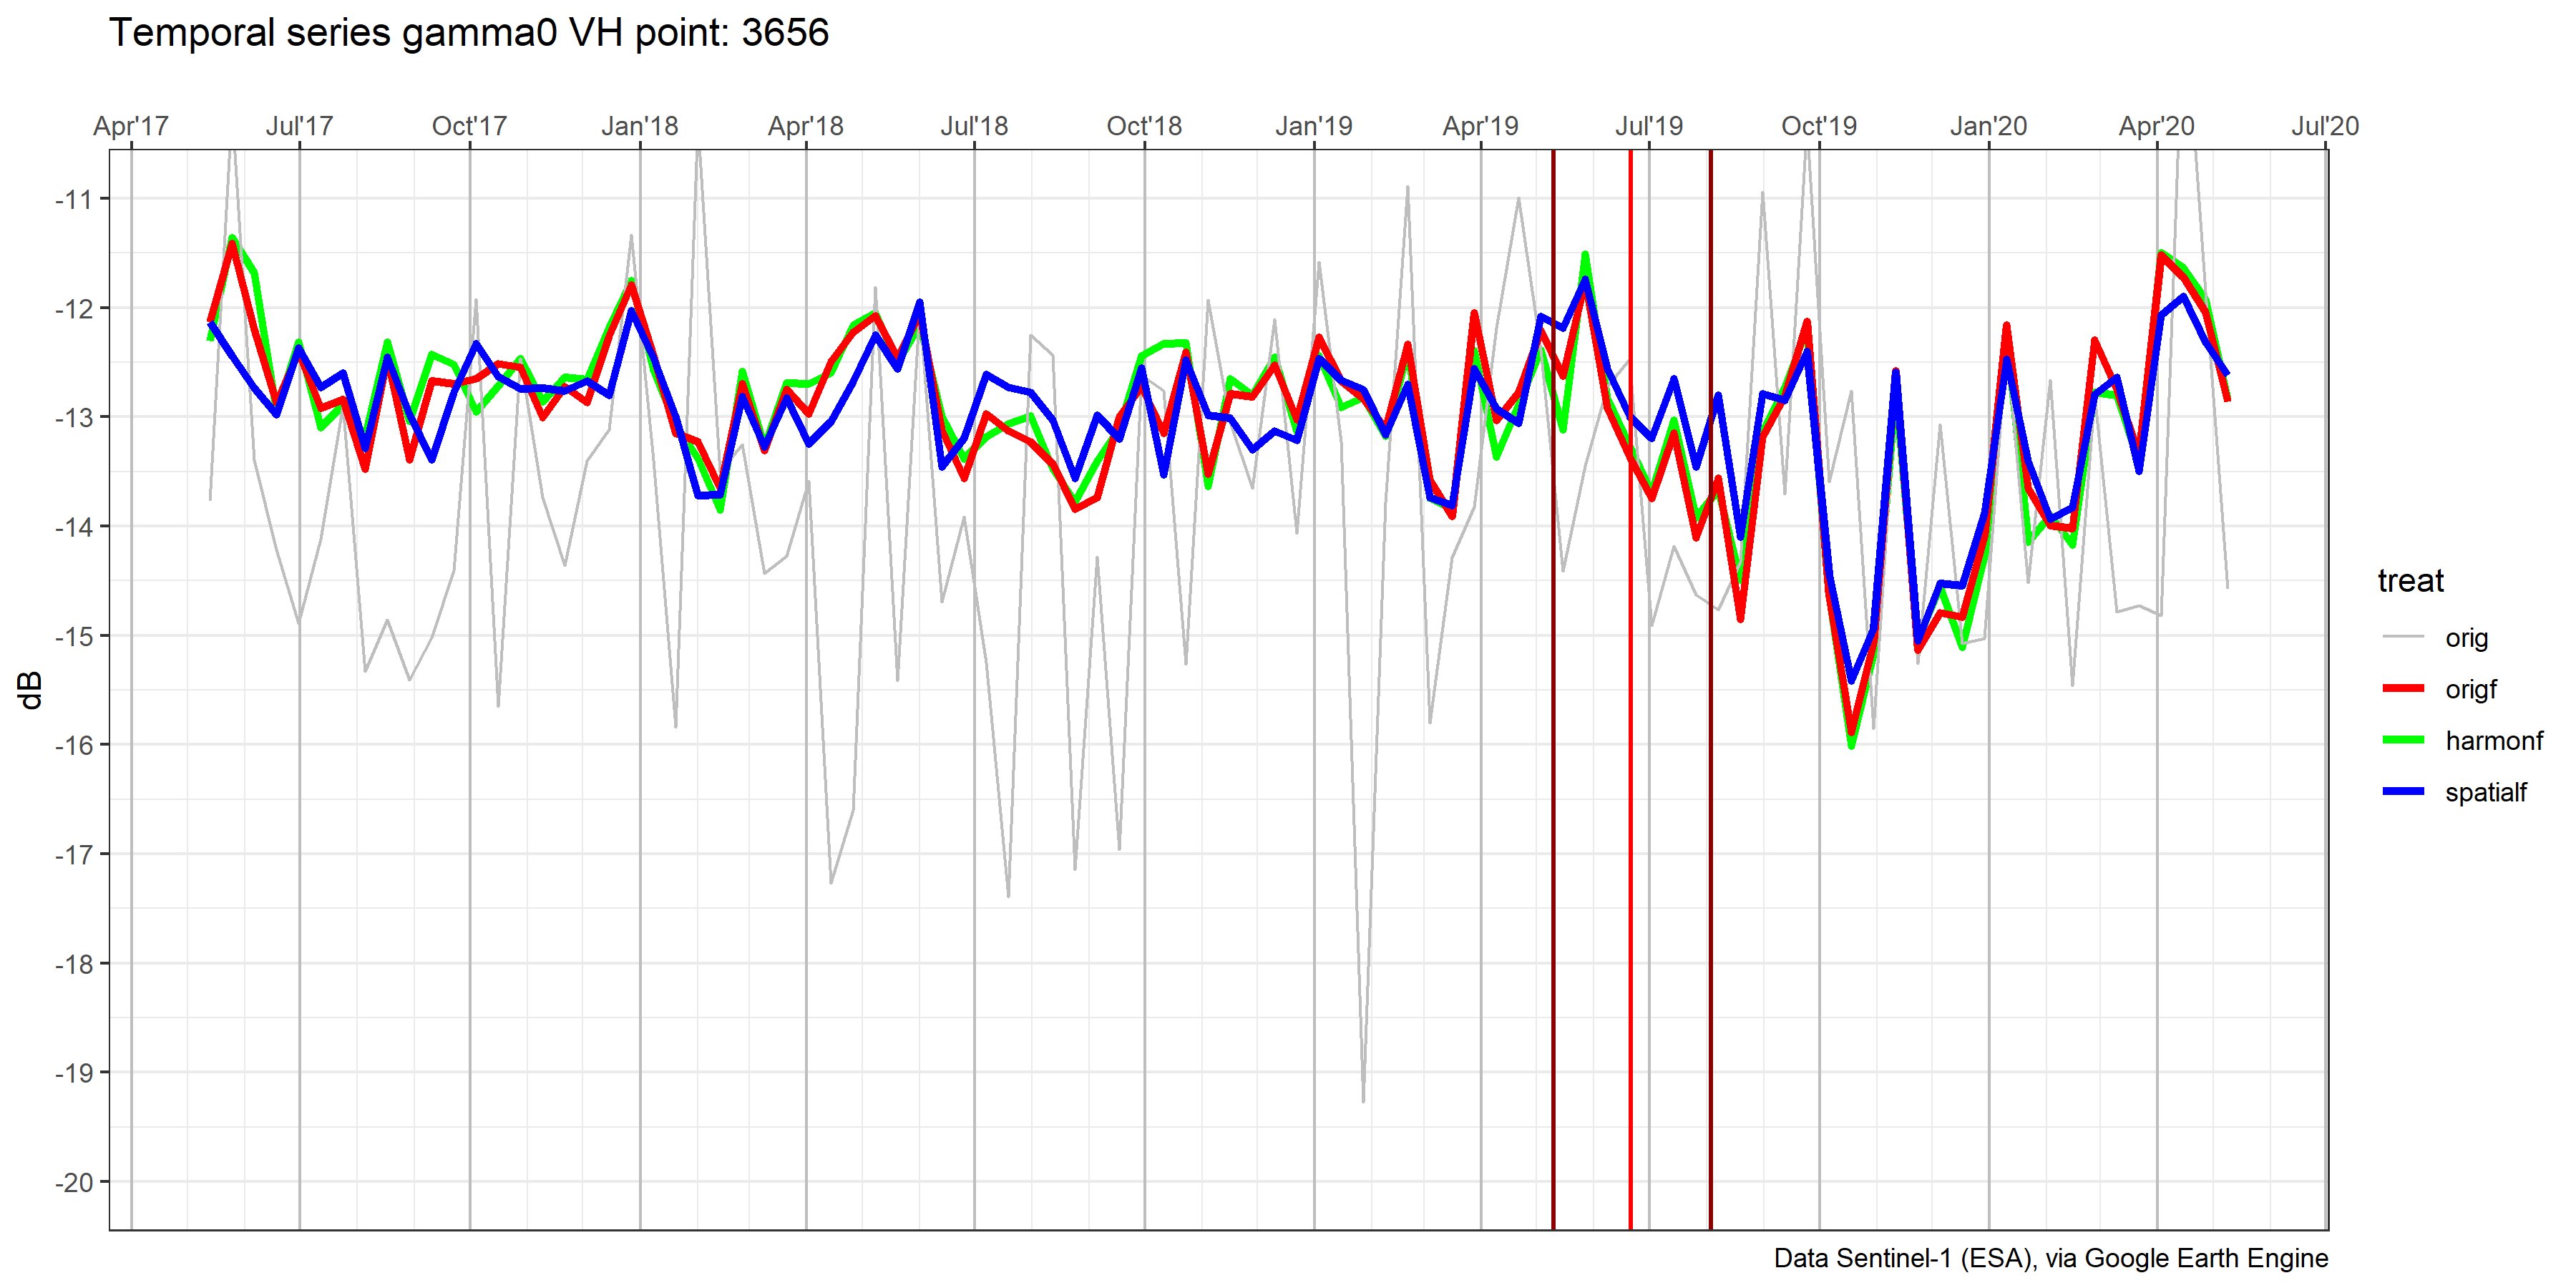 Temporal series gamma0 VH point: 3656
Apr'17 Jul'17 Oct'17 Jan'18 Apr'18 Jul'18 Oct'18 Jan'19 Apr'19 Jul'19 Oct'19 Jan'20 Apr'20 Jul'20
-11
-12
-13
-14
-15
-16
-17
-18
-19
-20
dB
treat
orig
origf
harmonf
spatialf
Data Sentinel-1 (ESA), via Google Earth Engine